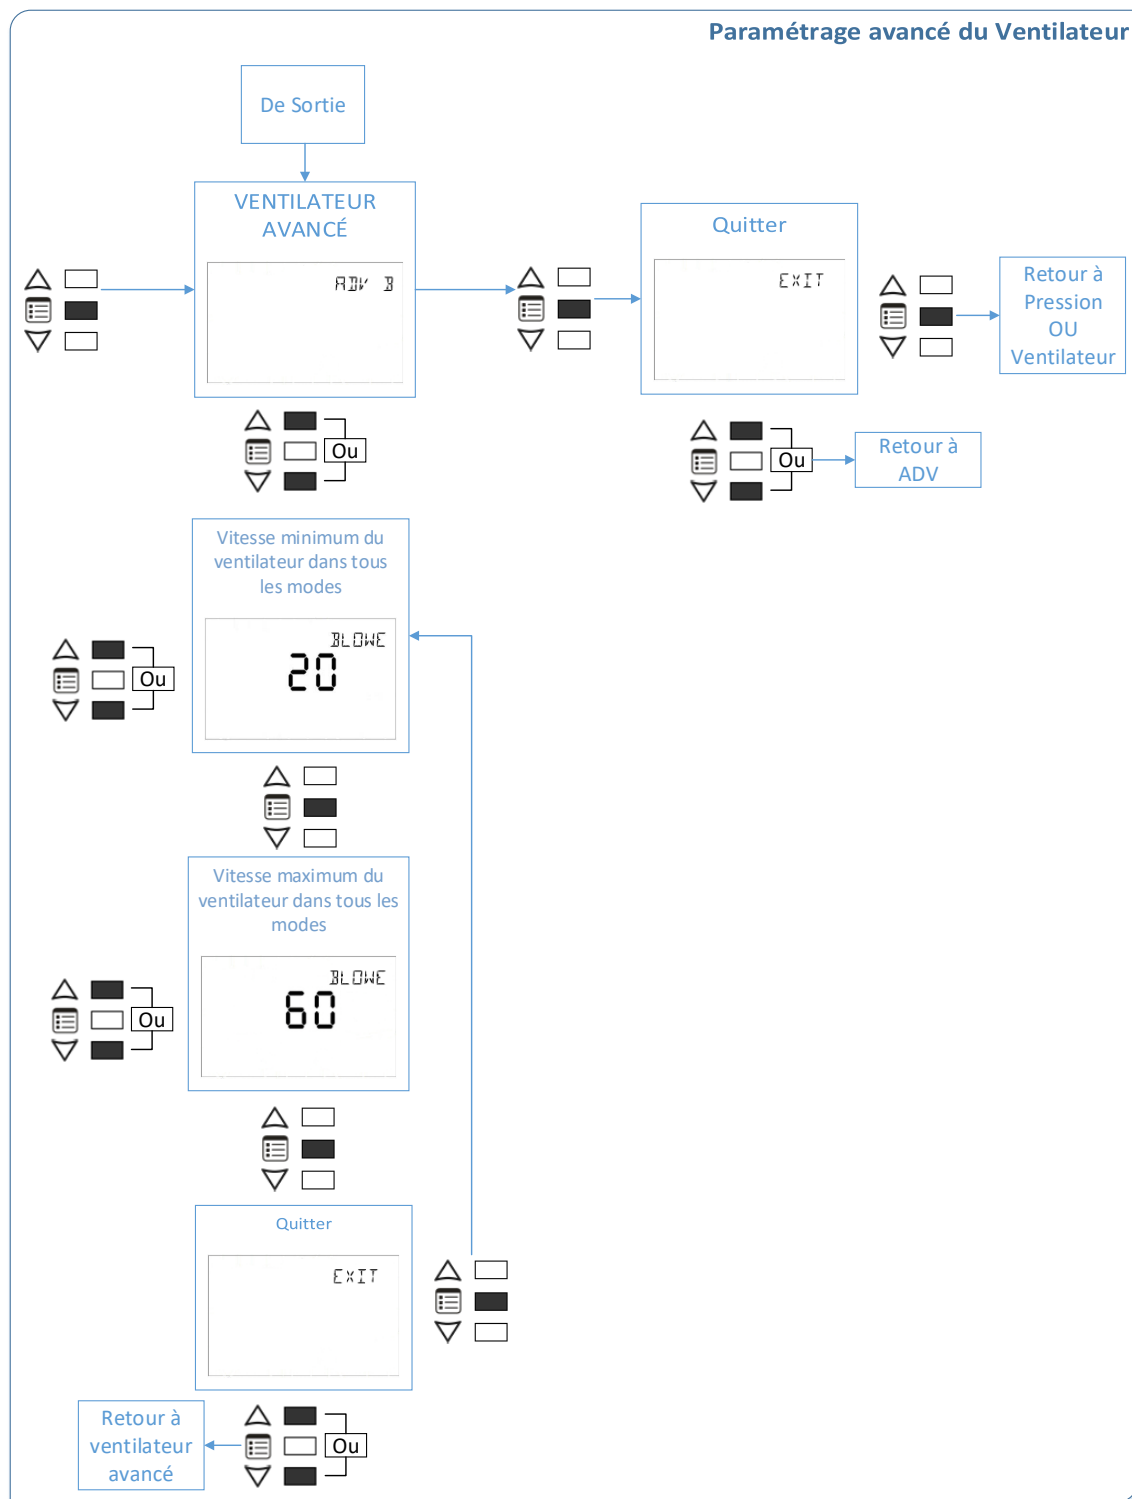 Paramétrage avancé du Ventilateur
De Sortie
VENTILATEUR
AVANCÉ
ADV B
Quitter
EXIT
Retour à
Pression
OU
Ventilateur
Ou
Ou
Retour à
ADV
Vitesse minimum du
ventilateur dans tous
les modes
BLOWE
20
Ou
Vitesse maximum du
ventilateur dans tous les
modes
BLOWE
60
Ou
Quitter
EXIT
Retour à
ventilateur
avancé
Ou